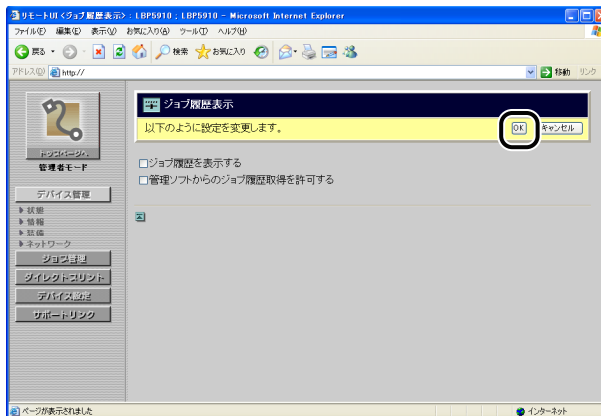 リモートUI <ジョブ履歴表示> : LBP5910 ; LBP5910 - Microsoft Internet Explorer
ファイル(F) 編集(E) 表示(V) お気に入り(A) ツール(T) ヘルプ(H)
戻る 検索 お気に入り
アドレス(D) http:// 移動 リンク
ジョブ履歴表示
以下のように設定を変更します。 OK キャンセル
トップページへ
管理者モード
ジョブ履歴を表示する
管理ソフトからのジョブ履歴取得を許可する
デバイス管理
状態
情報
装備
ネットワーク
ジョブ管理
ダイレクトプリント
デバイス設定
サポートリンク
ページが表示されました インターネット